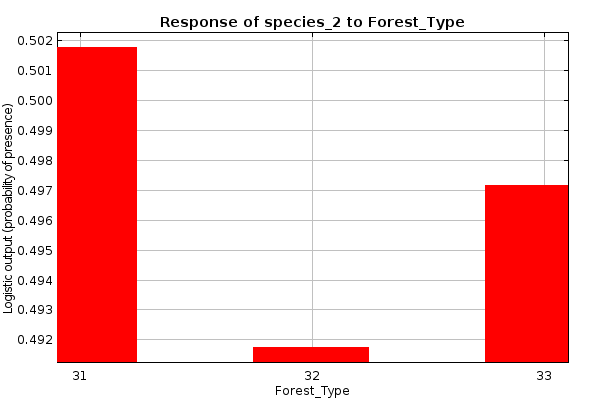 Response of species_2 to Forest_Type
0.502
0.501
0.500
0.499
0.498
0.497
0.496
0.495
0.494
0.493
0.492
Logistic output (probability of presence)
31 32 33
Forest_Type